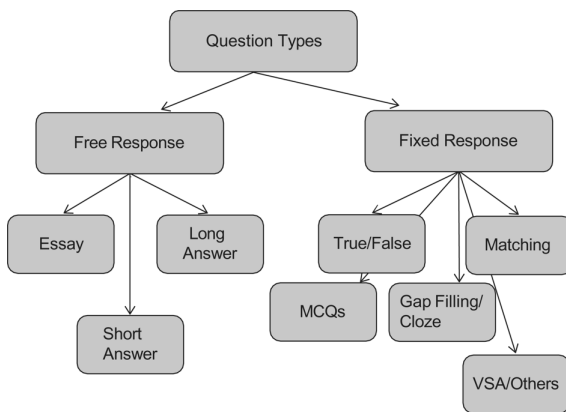 Question Types
Free Response
Fixed Response
Essay
Long
Answer
True/False
Matching
MCQs
Gap Filling/
Cloze
Short
Answer
VSA/Others